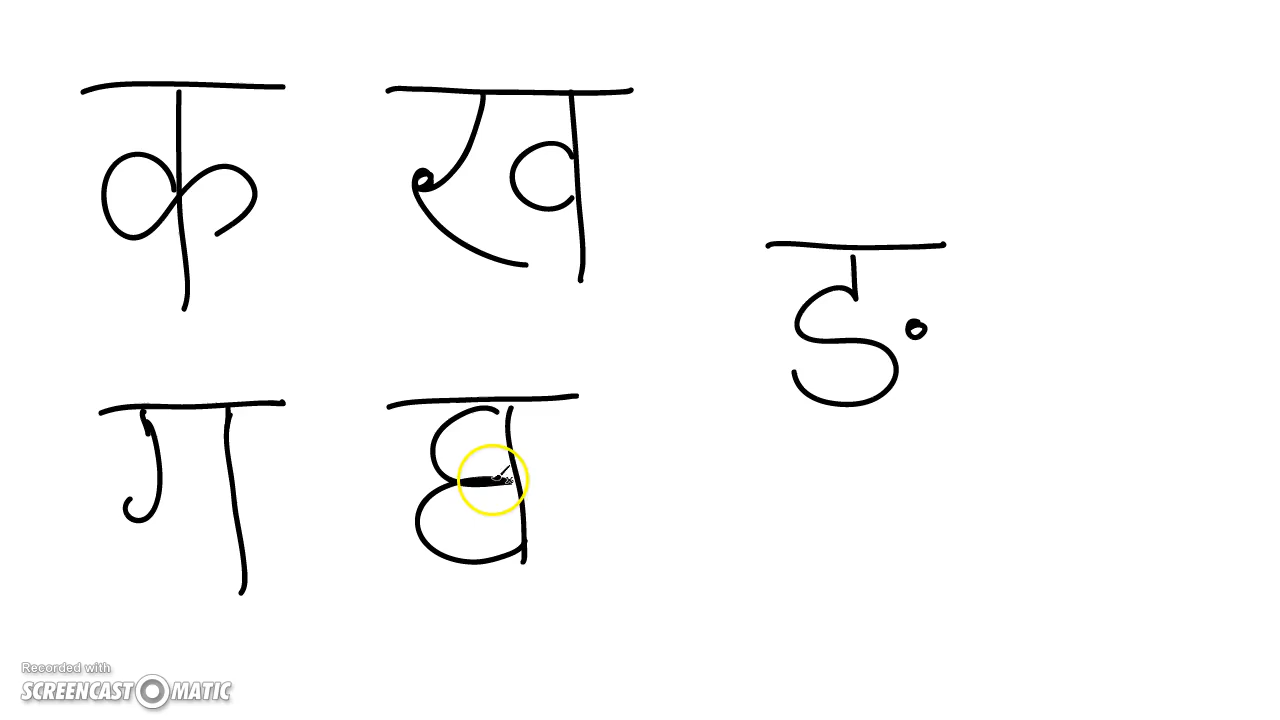 क ख
ङ
ग घ
Recorded with
SCREENCAST-O-MATIC